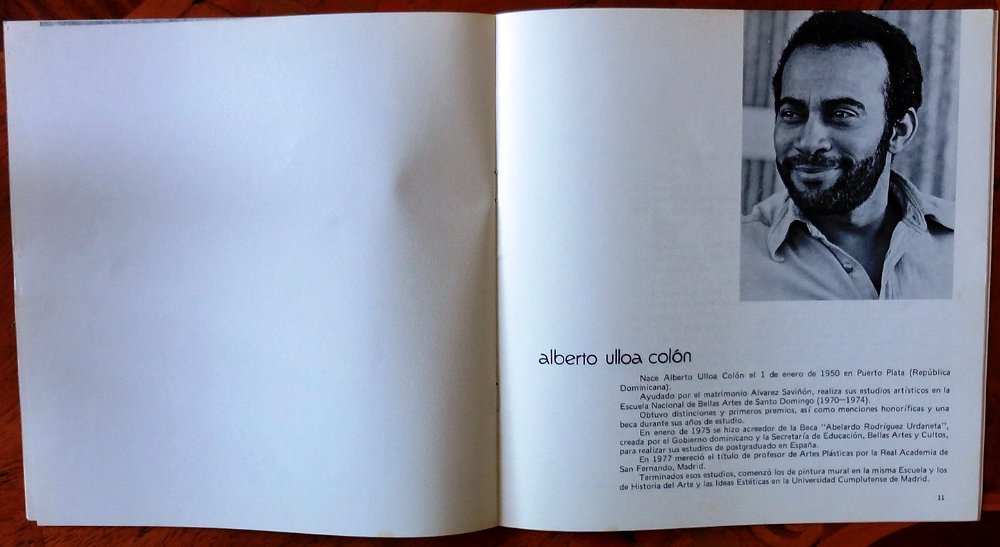 alberto ulloa colón
Nace Alberto Ulloa Colón el 1 de enero de 1950 en Puerto Plata (República
Dominicana).
Ayudado por el matrimonio Alvarez Saviñón, realiza sus estudios artísticos en la
Escuela Nacional de Bellas Artes de Santo Domingo (1970—1974).
Obtuvo distinciones y primeros premios, así como menciones honoríficas y una
beca durante sus años de estudio.
En enero de 1975 se hizo acreedor de la Beca "Abelardo Rodríguez Urdaneta",
creada por el Gobierno dominicano y la Secretaría de Educación, Bellas Artes y Cultos,
para realizar sus estudios de postgraduado en España.
En 1977 mereció el título de profesor de Artes Plásticas por la Real Academia de
San Fernando, Madrid.
Terminados esos estudios, comenzó los de pintura mural en la misma Escuela y los
de Historia del Arte y las Ideas Estéticas en la Universidad Cumplutense de Madrid.
11